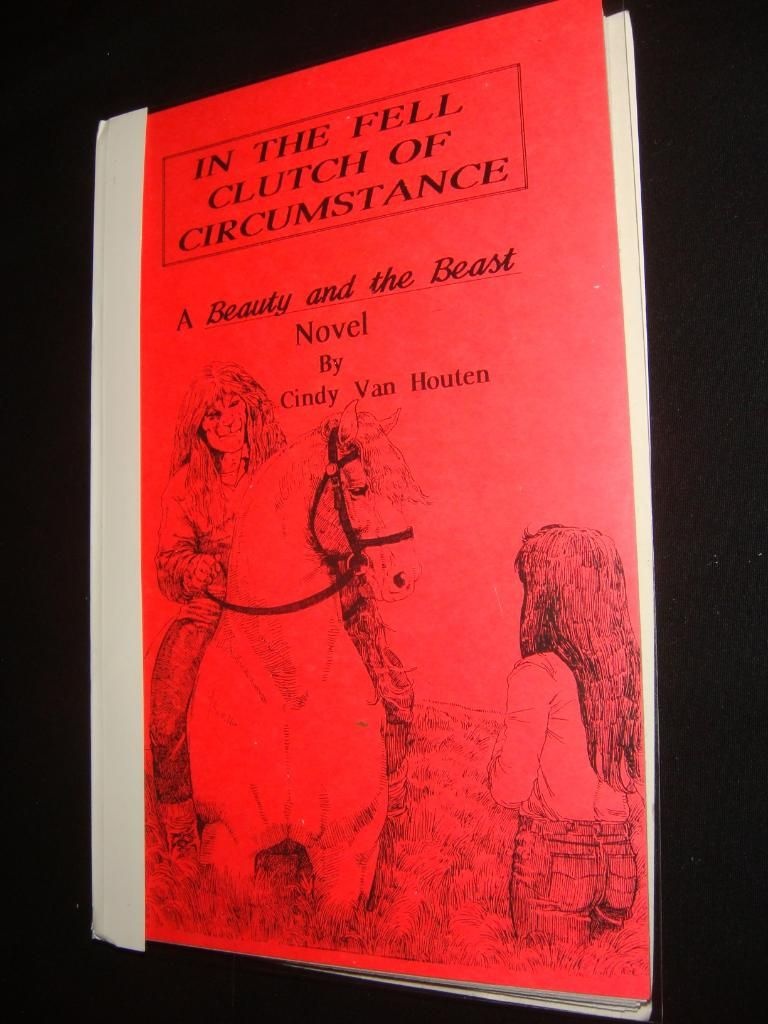 IN THE FELL
CLUTCH OF
CIRCUMSTANCE
A Beauty and the Beast
Novel
By
Cindy Van Houten